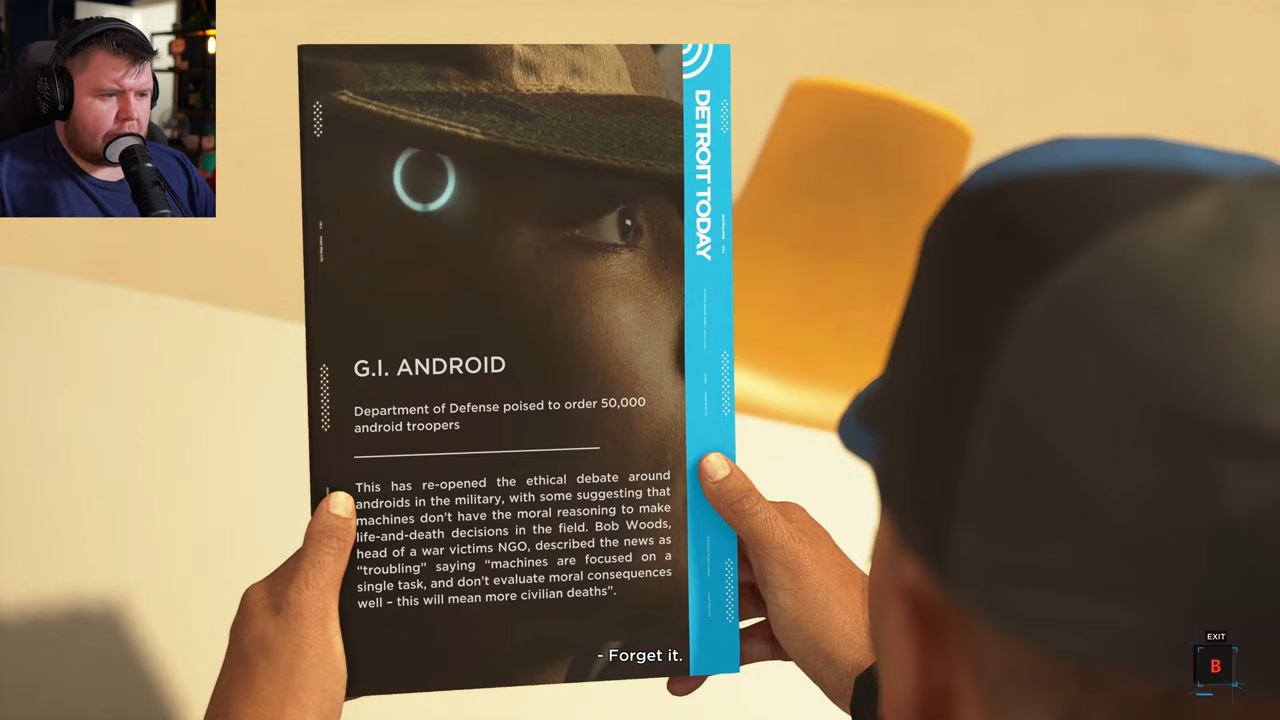 DETROIT TODAY
G.I. ANDROID
Department of Defense poised to order 50,000
android troopers
This has re-opened the ethical debate around
androids in the military, with some suggesting that
machines don't have the moral reasoning to make
life-and-death decisions in the field. Bob Woods,
head of a war victims NGO, described the news as
“troubling” saying “machines are focused on a
single task, and don't evaluate moral consequences
well – this will mean more civilian deaths”.
- Forget it.
EXIT
B